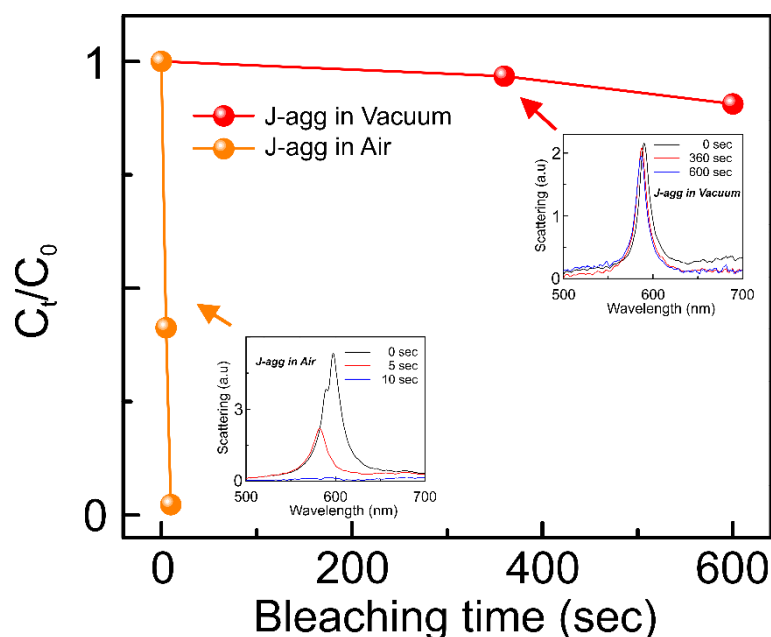 1
J-agg in Vacuum
J-agg in Air
C_t/C_0
2
1
0
Scattering (a.u)
0 sec
360 sec
600 sec
J-agg in Vacuum
500
600
700
Wavelength (nm)
J-agg in Air
0 sec
5 sec
10 sec
3
0
Scattering (a.u)
500
600
700
Wavelength (nm)
0
0
200
400
600
Bleaching time (sec)